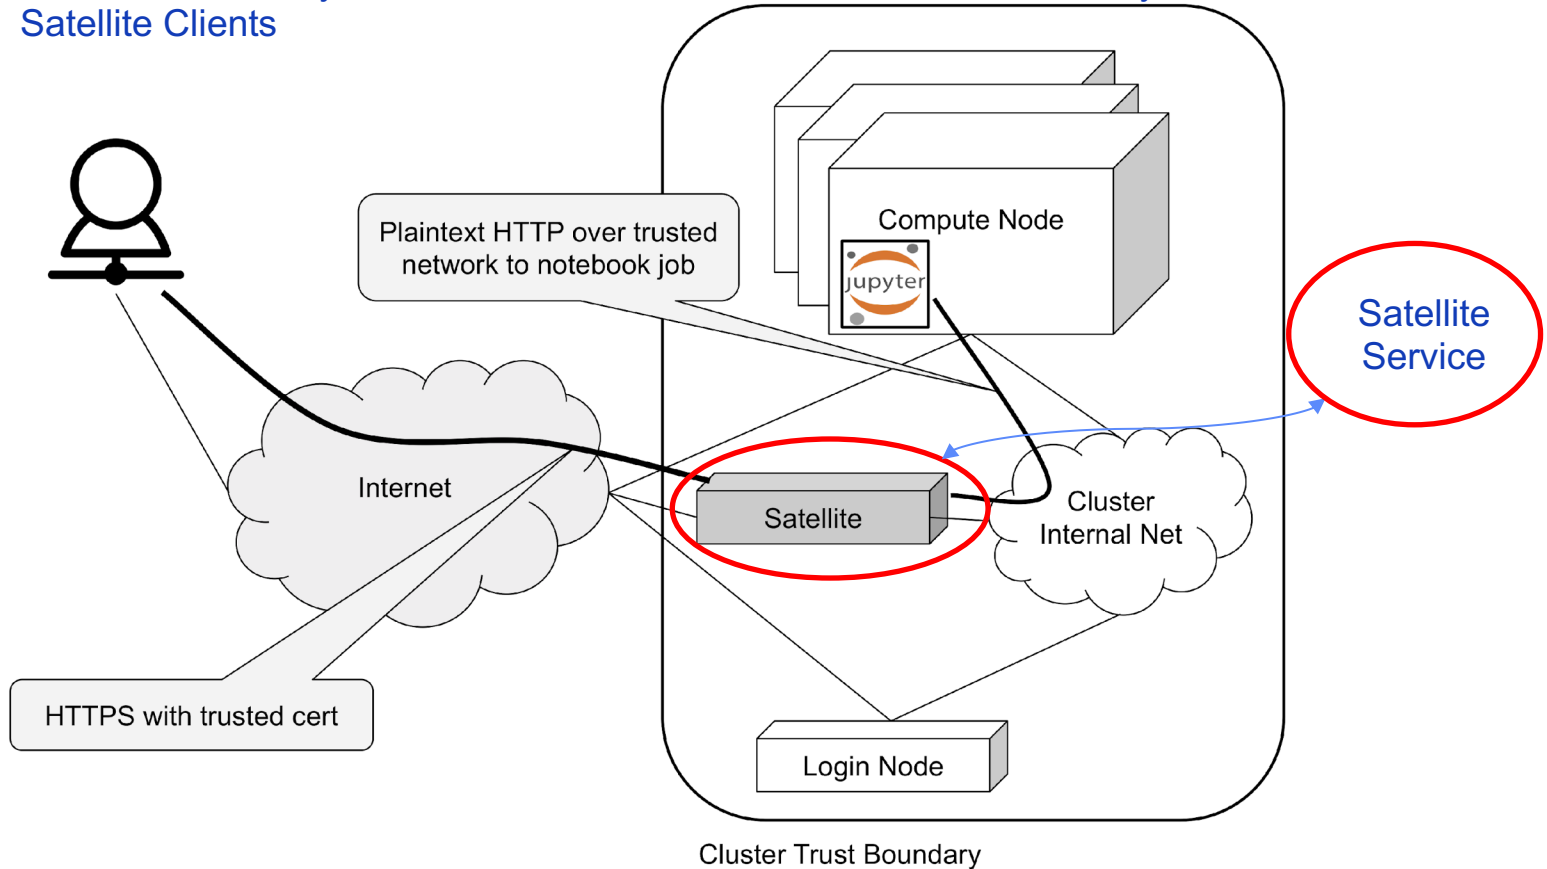 Satellite Clients
Compute Node
Plaintext HTTP over trusted
network to notebook job
jupyter
Satellite
Service
Internet
Satellite
Cluster
Internal Net
HTTPS with trusted cert
Login Node
Cluster Trust Boundary